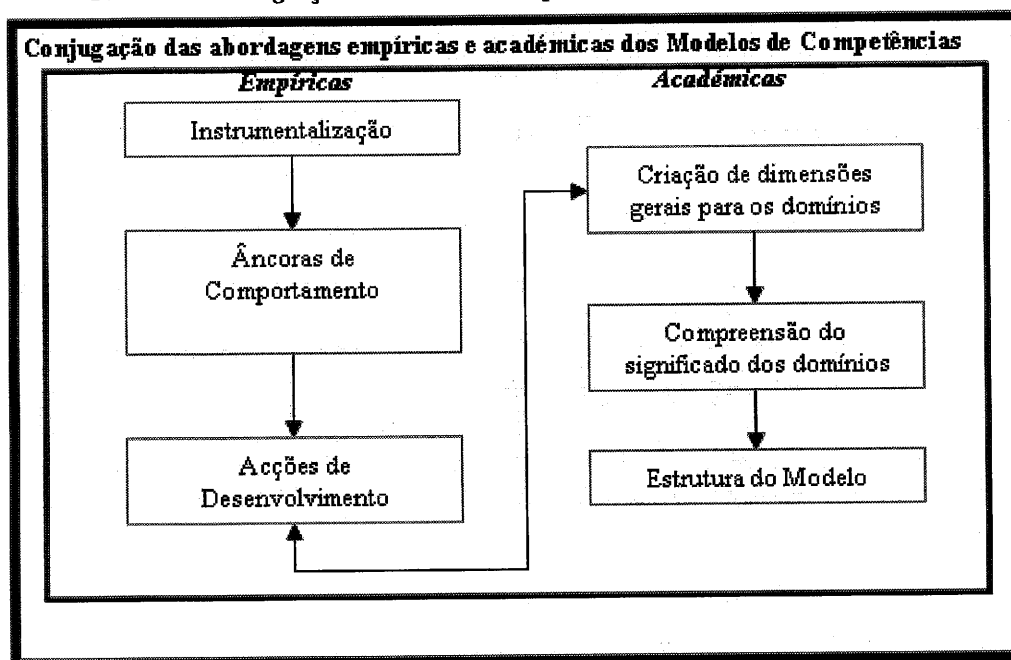 Conjugação das abordagens empíricas e académicas dos Modelos de Competências
Empíricas
Instrumentalização
Âncoras de
Comportamento
Acções de
Desenvolvimento
Académicas
Criação de dimensões
gerais para os domínios
Compreensão do
significado dos domínios
Estrutura do Modelo